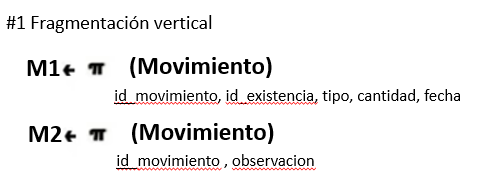 #1 Fragmentación vertical
M1← π (Movimiento)
id_movimiento, id_existencia, tipo, cantidad, fecha
M2← π (Movimiento)
id_movimiento , observacion